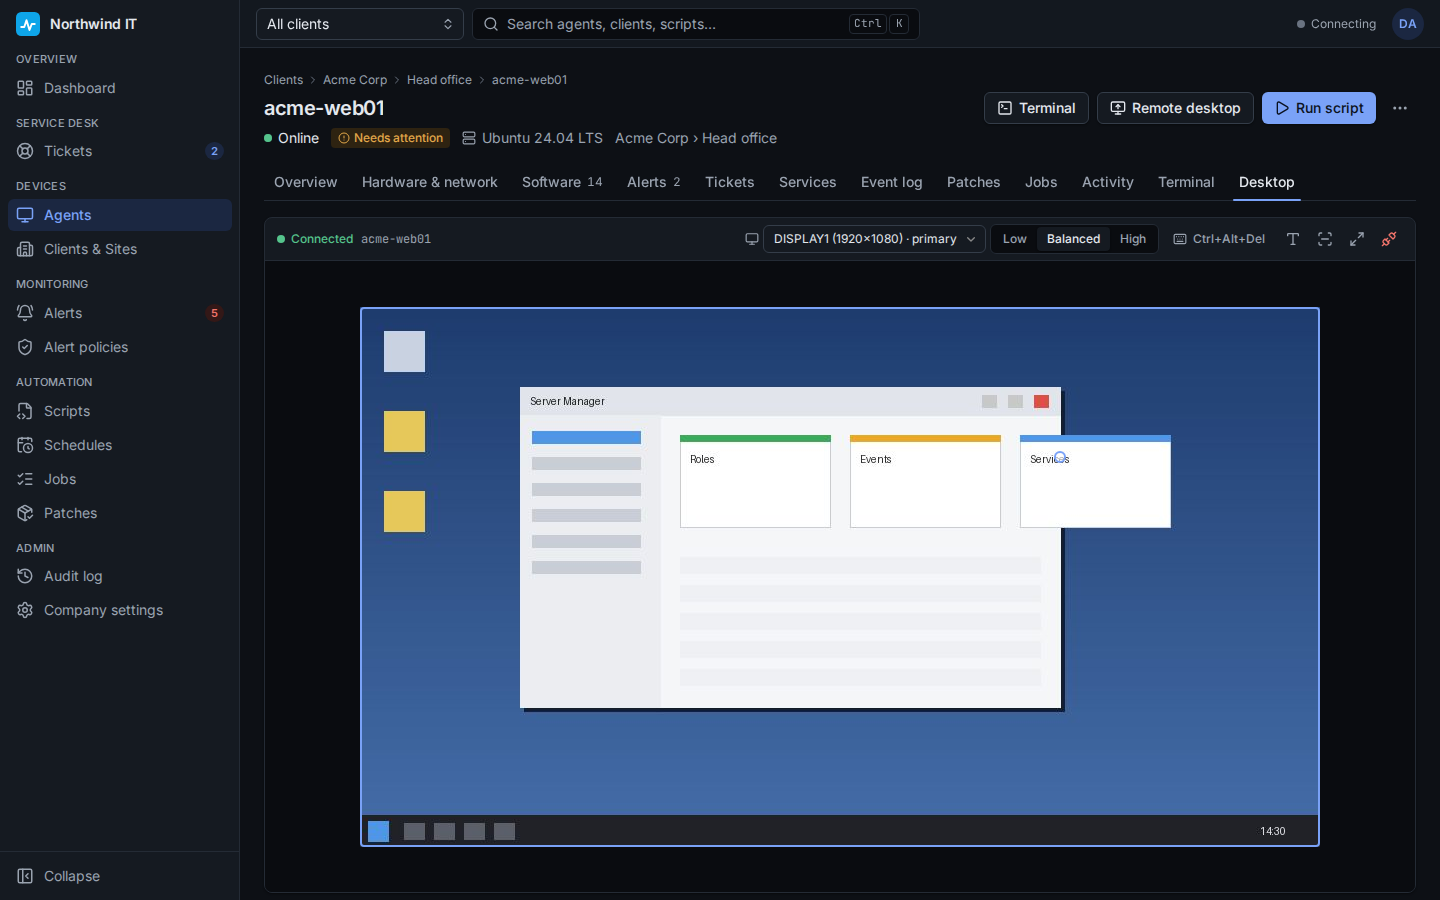 Northwind IT
All clients
Search agents, clients, scripts...
Ctrl K
Connecting
DA
OVERVIEW
Dashboard
SERVICE DESK
Tickets
2
DEVICES
Agents
Clients & Sites
MONITORING
Alerts
5
Alert policies
AUTOMATION
Scripts
Schedules
Jobs
Patches
ADMIN
Audit log
Company settings
Collapse
Clients > Acme Corp > Head office > acme-web01
acme-web01
Terminal
Remote desktop
Run script
Online
Needs attention
Ubuntu 24.04 LTS
Acme Corp › Head office
Overview
Hardware & network
Software 14
Alerts 2
Tickets
Services
Event log
Patches
Jobs
Activity
Terminal
Desktop
Connected acme-web01
DISPLAY1 (1920×1080) · primary
Low
Balanced
High
Ctrl+Alt+Del
Server Manager
Roles
Events
Services
14:30